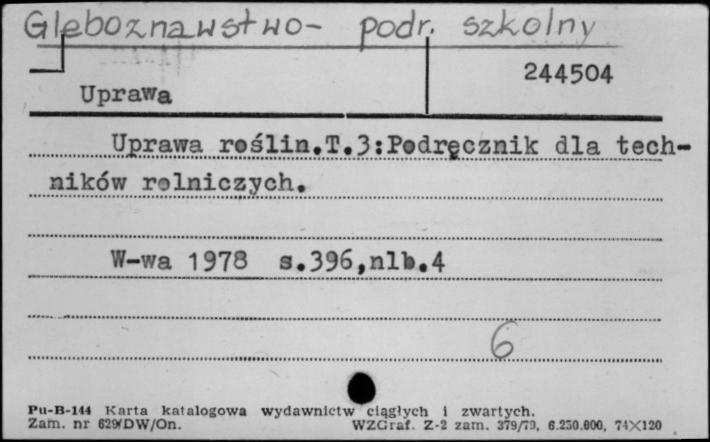 Gleboznawstwo- podr. szkolny
244504
Uprawa
Uprawa roślin.T.3:Podręcznik dla tech-
ników rolniczych.
W-wa 1978 s.396,nlb.4
6
Pu-B-144 Karta katalogowa wydawnictw ciągłych i zwartych.
Zam. nr 629/DW/On. WZGraf. Z-2 zam. 379/79, 6.250.000, 74×120